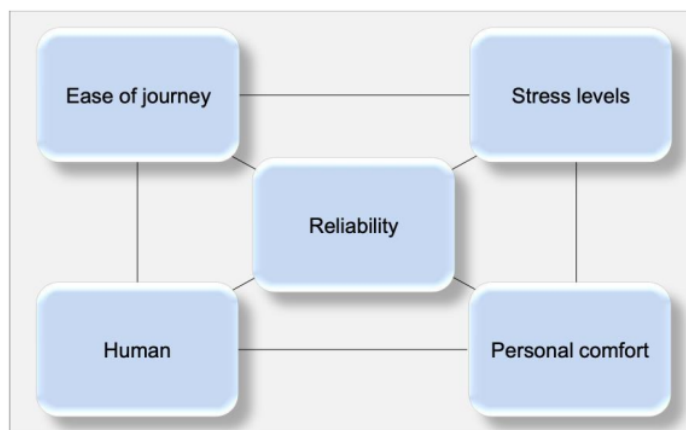 Ease of journey
Stress levels
Reliability
Human
Personal comfort